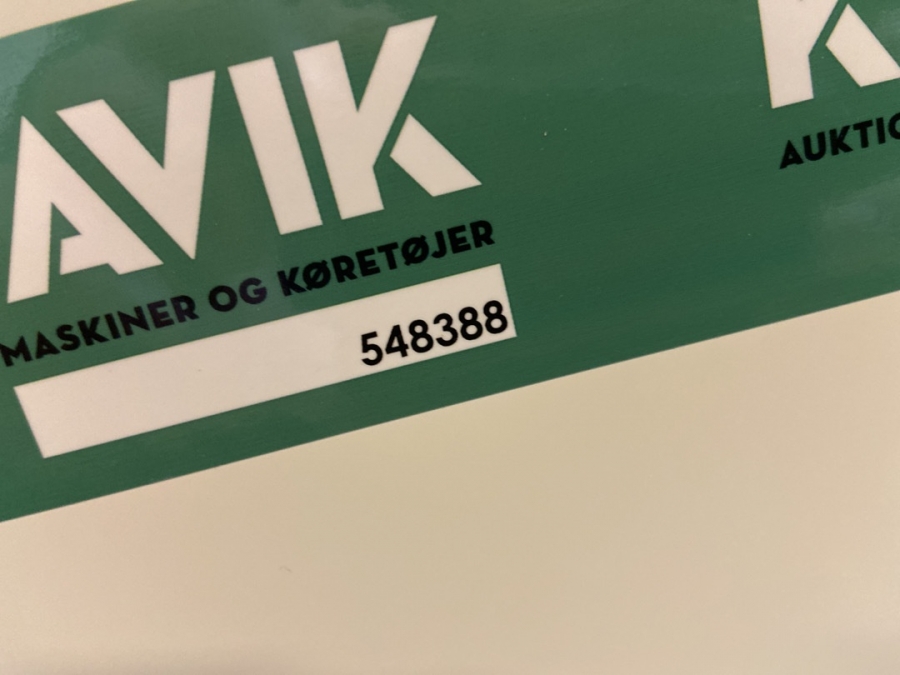 AVIK
MASKINER OG KØRETØJER
548388
K
AUKTIO